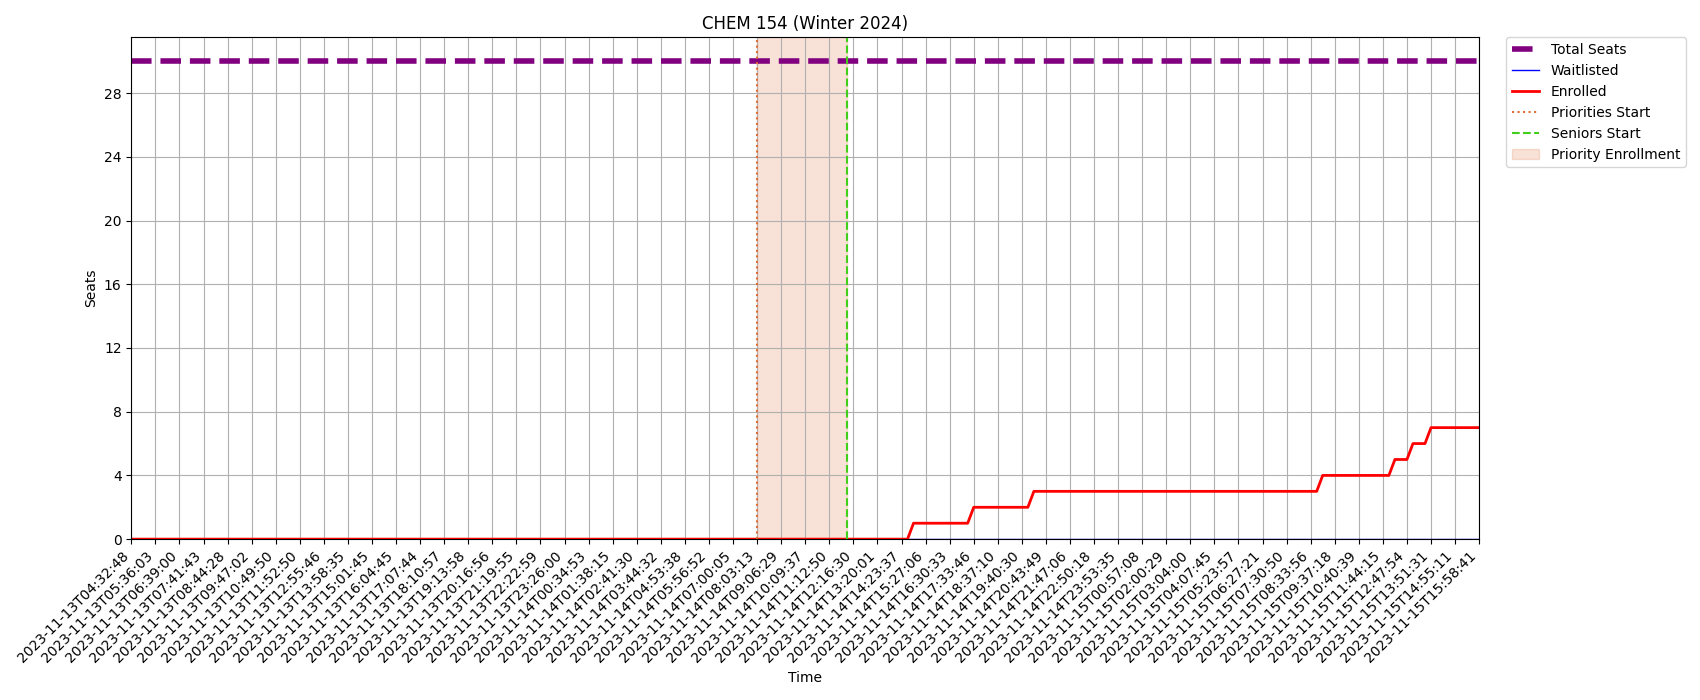 CHEM 154 (Winter 2024)
Total Seats
Waitlisted
Enrolled
Priorities Start
Seniors Start
Priority Enrollment
Seats
28
24
20
16
12
8
4
0
2023-11-13T04:32:48
2023-11-13T05:36:03
2023-11-13T06:39:00
2023-11-13T07:41:43
2023-11-13T08:44:28
2023-11-13T09:47:02
2023-11-13T10:49:50
2023-11-13T11:52:50
2023-11-13T12:55:46
2023-11-13T13:58:35
2023-11-13T15:01:45
2023-11-13T16:04:45
2023-11-13T17:07:44
2023-11-13T18:10:57
2023-11-13T19:13:58
2023-11-13T20:16:56
2023-11-13T21:19:55
2023-11-13T22:22:59
2023-11-13T23:26:00
2023-11-14T00:34:53
2023-11-14T01:38:15
2023-11-14T02:41:30
2023-11-14T03:44:32
2023-11-14T04:53:38
2023-11-14T05:56:52
2023-11-14T07:00:05
2023-11-14T08:03:13
2023-11-14T09:06:29
2023-11-14T10:09:37
2023-11-14T11:12:50
2023-11-14T12:16:30
2023-11-14T13:20:01
2023-11-14T14:23:37
2023-11-14T15:27:06
2023-11-14T16:30:33
2023-11-14T17:33:46
2023-11-14T18:37:10
2023-11-14T19:40:30
2023-11-14T20:43:49
2023-11-14T21:47:06
2023-11-14T22:50:18
2023-11-14T23:53:35
2023-11-15T00:57:08
2023-11-15T02:00:29
2023-11-15T03:04:00
2023-11-15T04:07:45
2023-11-15T05:23:57
2023-11-15T06:27:21
2023-11-15T07:30:50
2023-11-15T08:33:56
2023-11-15T09:37:18
2023-11-15T10:40:39
2023-11-15T11:44:15
2023-11-15T12:47:54
2023-11-15T13:51:31
2023-11-15T14:55:11
2023-11-15T15:58:41
Time